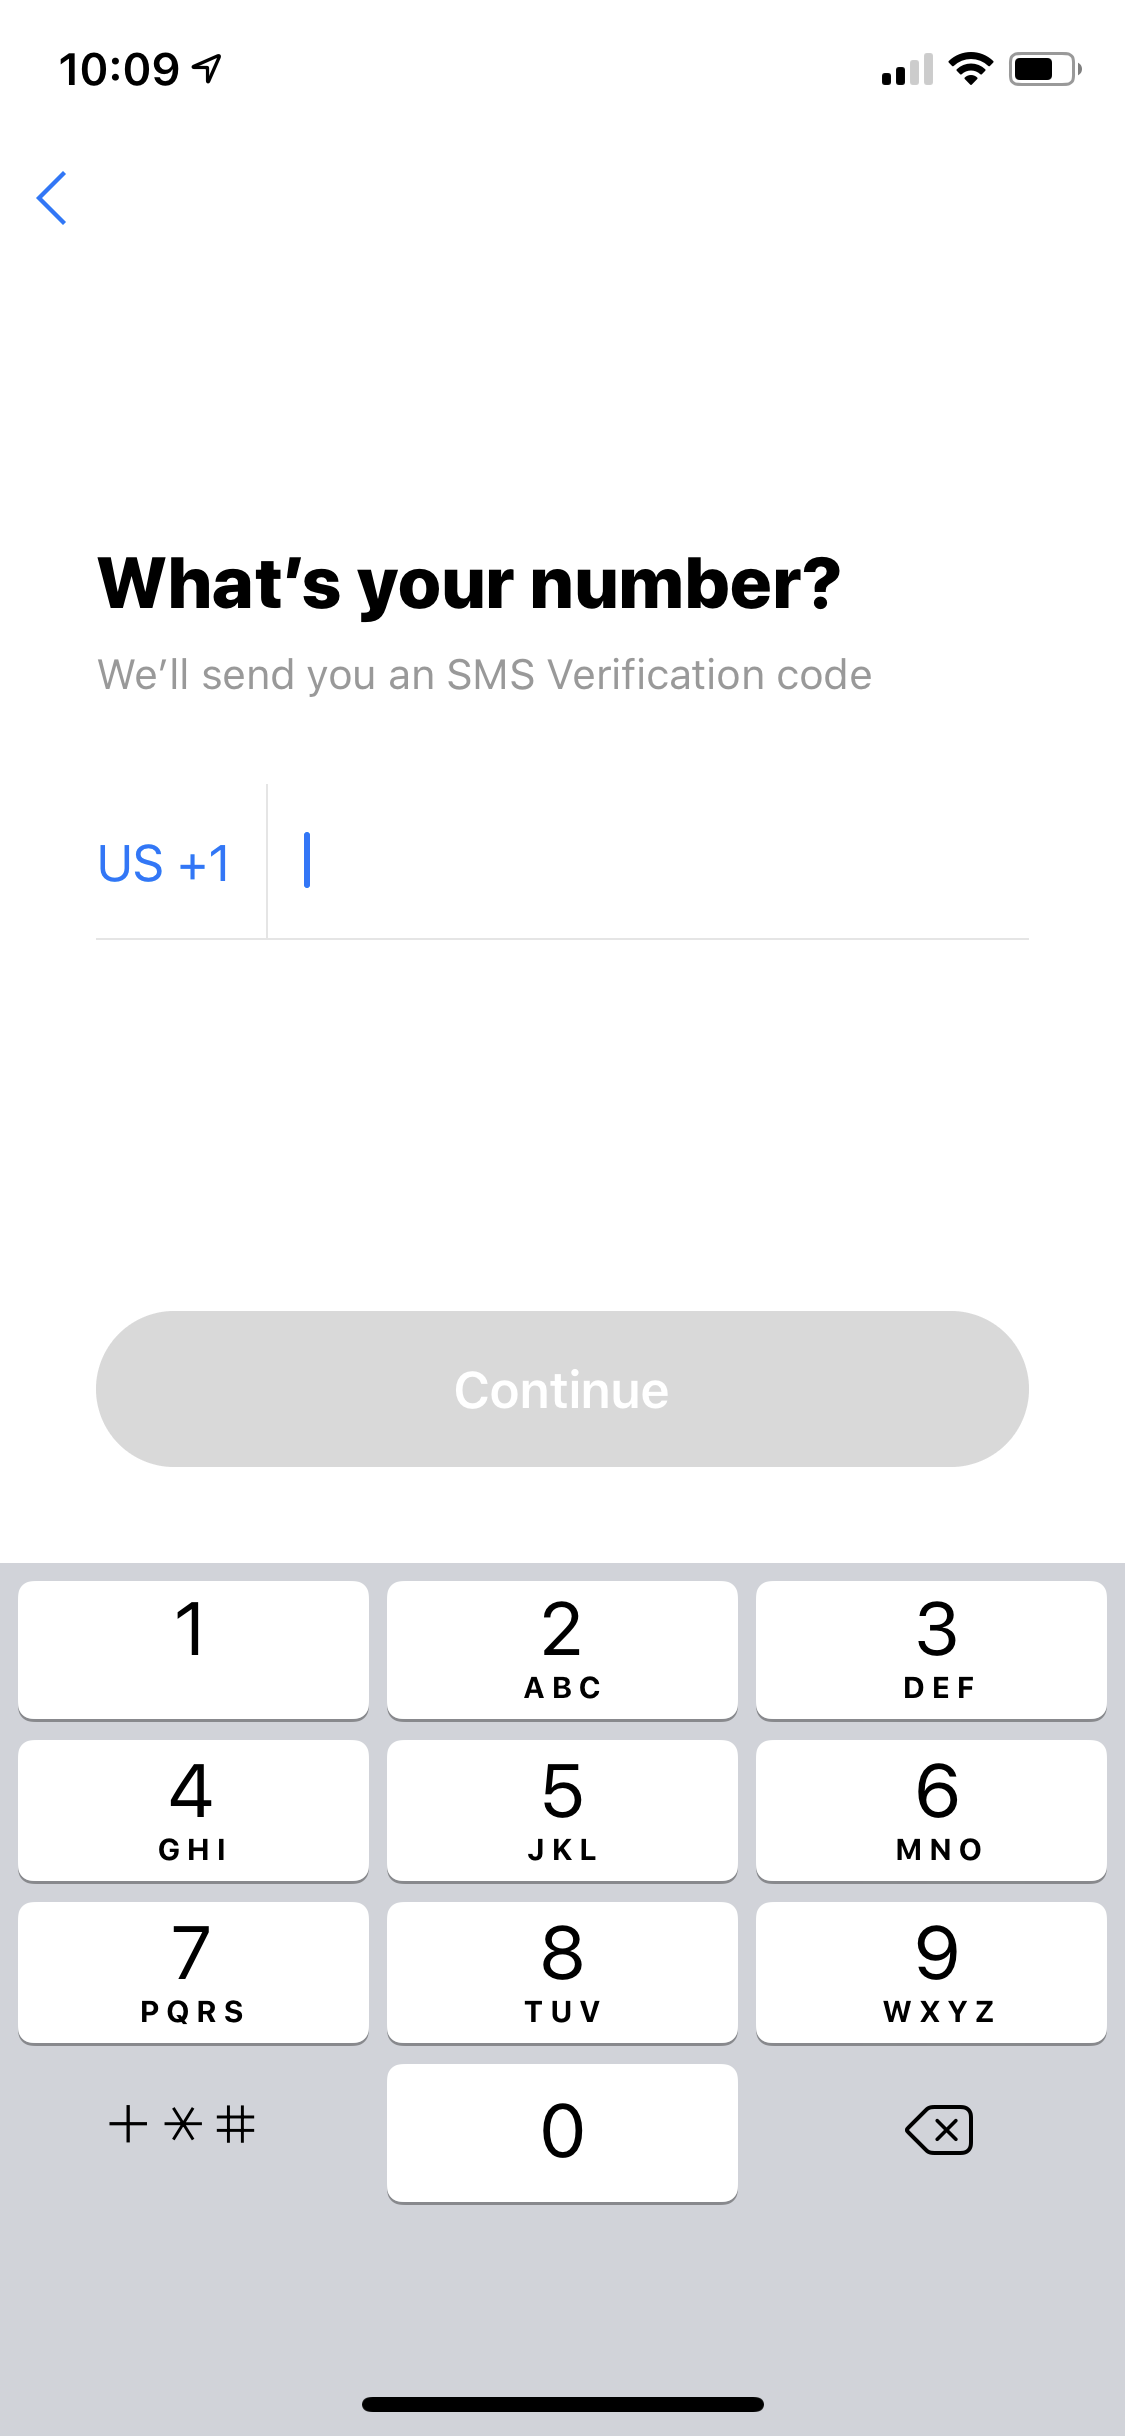 10:09
What’s your number?
We’ll send you an SMS Verification code
US +1
Continue
1
2
ABC
3
DEF
4
GHI
5
JKL
6
MNO
7
PQRS
8
TUV
9
WXYZ
+*#
0